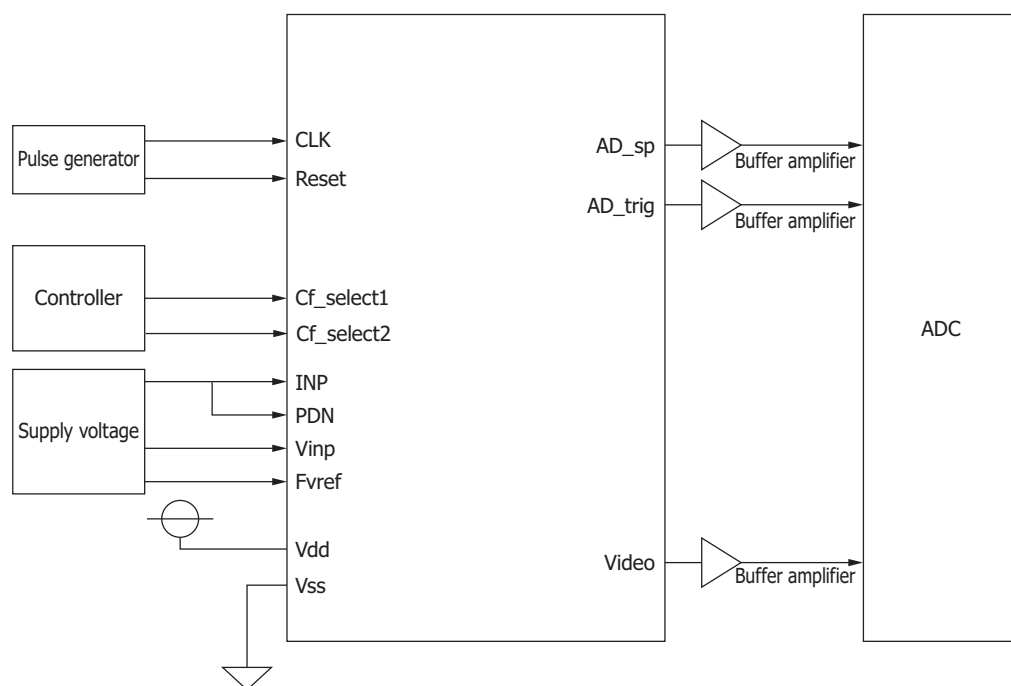 Pulse generator
CLK
Reset
Controller
Cf_select1
Cf_select2
Supply voltage
INP
PDN
Vinp
Fvref
Vdd
Vss
AD_sp
Buffer amplifier
AD_trig
Buffer amplifier
Video
Buffer amplifier
ADC